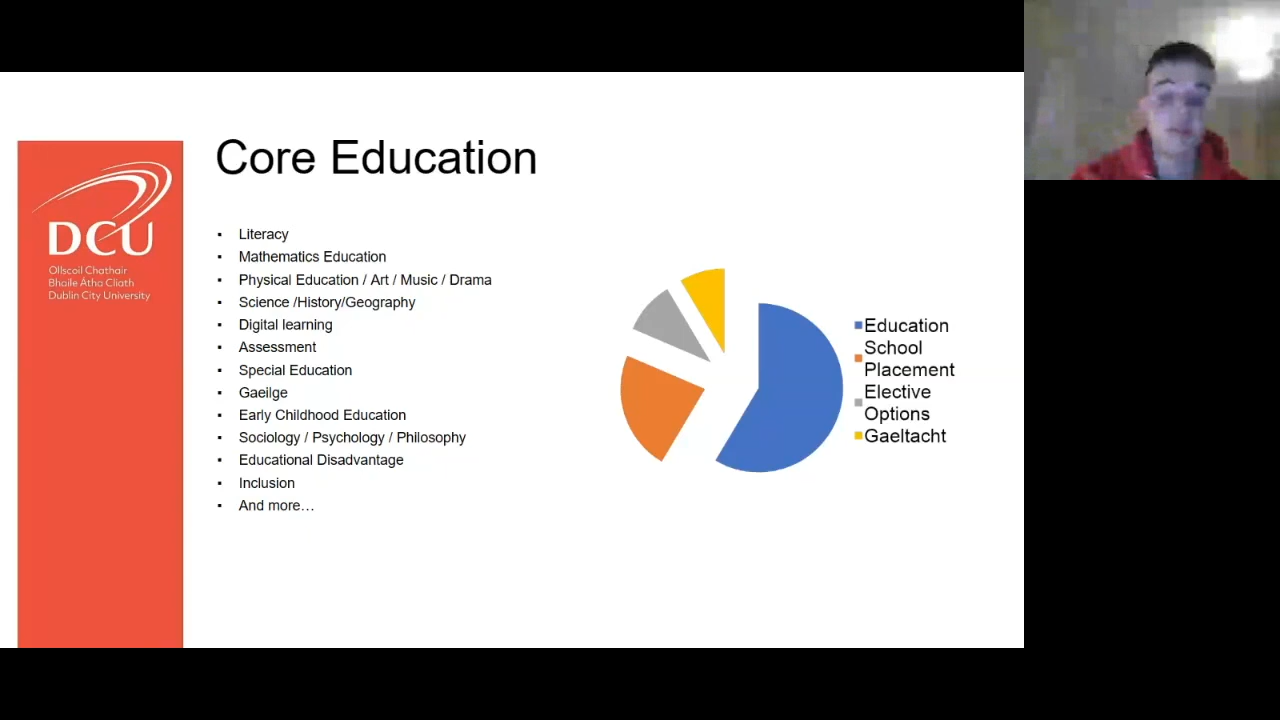 Core Education
DCU
Ollscoil Chathair
Bhaile Átha Cliath
Dublin City University
▪ Literacy
▪ Mathematics Education
▪ Physical Education / Art / Music / Drama
▪ Science /History/Geography
▪ Digital learning
▪ Assessment
▪ Special Education
▪ Gaeilge
▪ Early Childhood Education
▪ Sociology / Psychology / Philosophy
▪ Educational Disadvantage
▪ Inclusion
▪ And more…
Education
School
Placement
Elective
Options
Gaeltacht